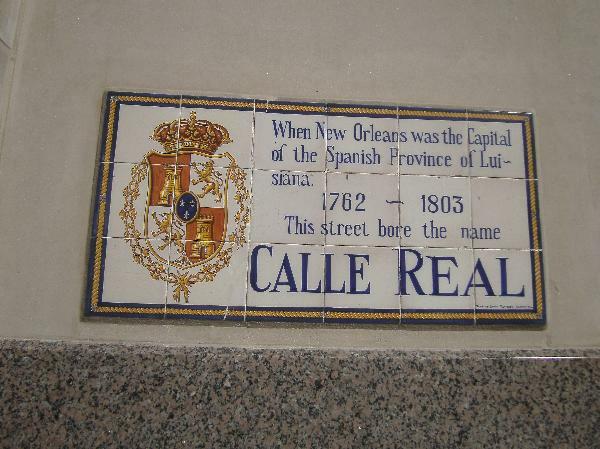 When New Orleans was the Capital
of the Spanish Province of Lui-
siana.
1762 ~ 1803
This street bore the name
CALLE REAL